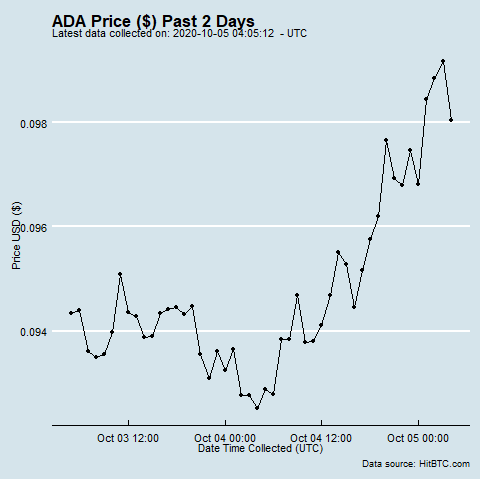 ADA Price ($) Past 2 Days
Latest data collected on: 2020-10-05 04:05:12  - UTC
0.098
0.096
0.094
Price USD ($)
Oct 03 12:00
Oct 04 00:00
Oct 04 12:00
Oct 05 00:00
Date Time Collected (UTC)
Data source: HitBTC.com